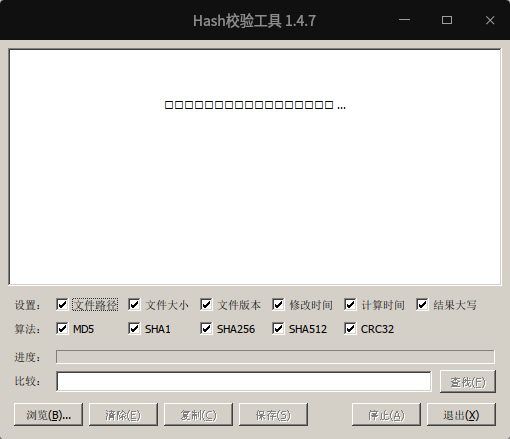 Hash校验工具 1.4.7
□□□□□□□□□□□□□□□□□ ...
设置： 文件路径 文件大小 文件版本 修改时间 计算时间 结果大写
算法： MD5 SHA1 SHA256 SHA512 CRC32
进度：
比较： 查找(F)
浏览(B)... 清除(E) 复制(C) 保存(S) 停止(A) 退出(X)